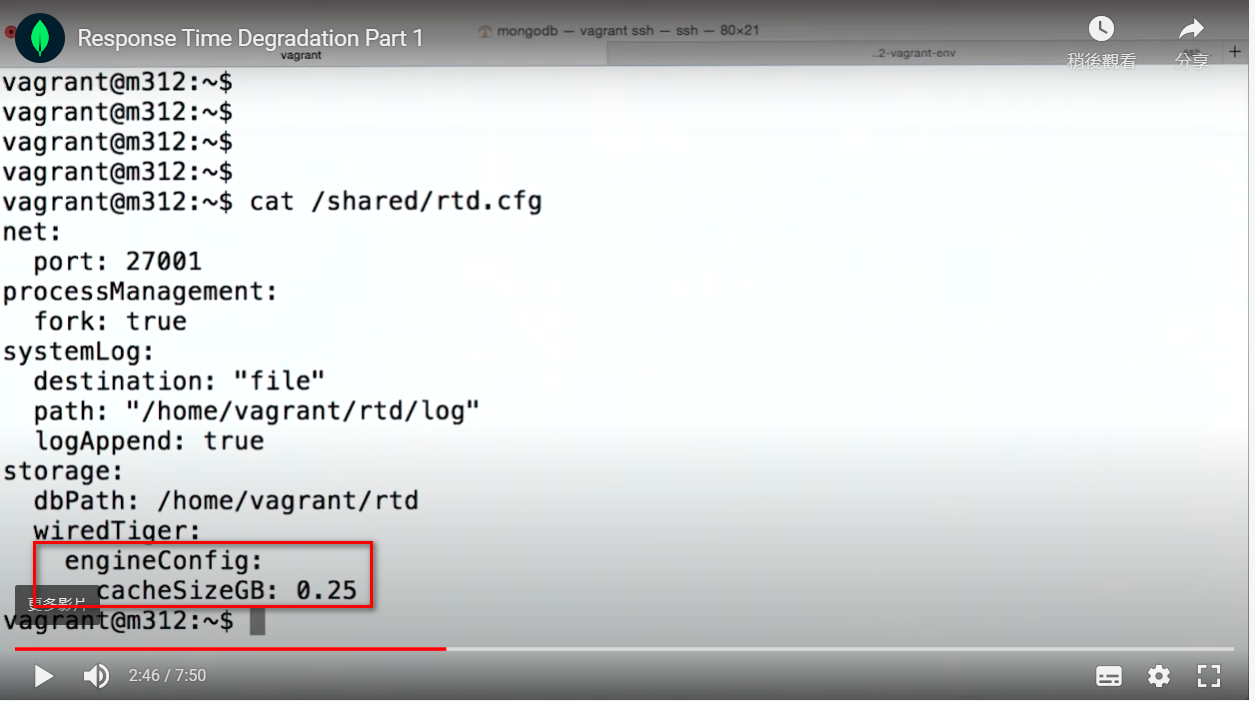 Response Time Degradation Part 1
mongodb — vagrant ssh — ssh — 80×21
稍後觀看
分享
vagrant
..2-vagrant-env
ssh
+
vagrant@m312:~$
vagrant@m312:~$
vagrant@m312:~$
vagrant@m312:~$
vagrant@m312:~$ cat /shared/rtd.cfg
net:
  port: 27001
processManagement:
  fork: true
systemLog:
  destination: "file"
  path: "/home/vagrant/rtd/log"
  logAppend: true
storage:
  dbPath: /home/vagrant/rtd
  wiredTiger:
    engineConfig:
      cacheSizeGB: 0.25
更多影片
vagrant@m312:~$
2:46 / 7:50